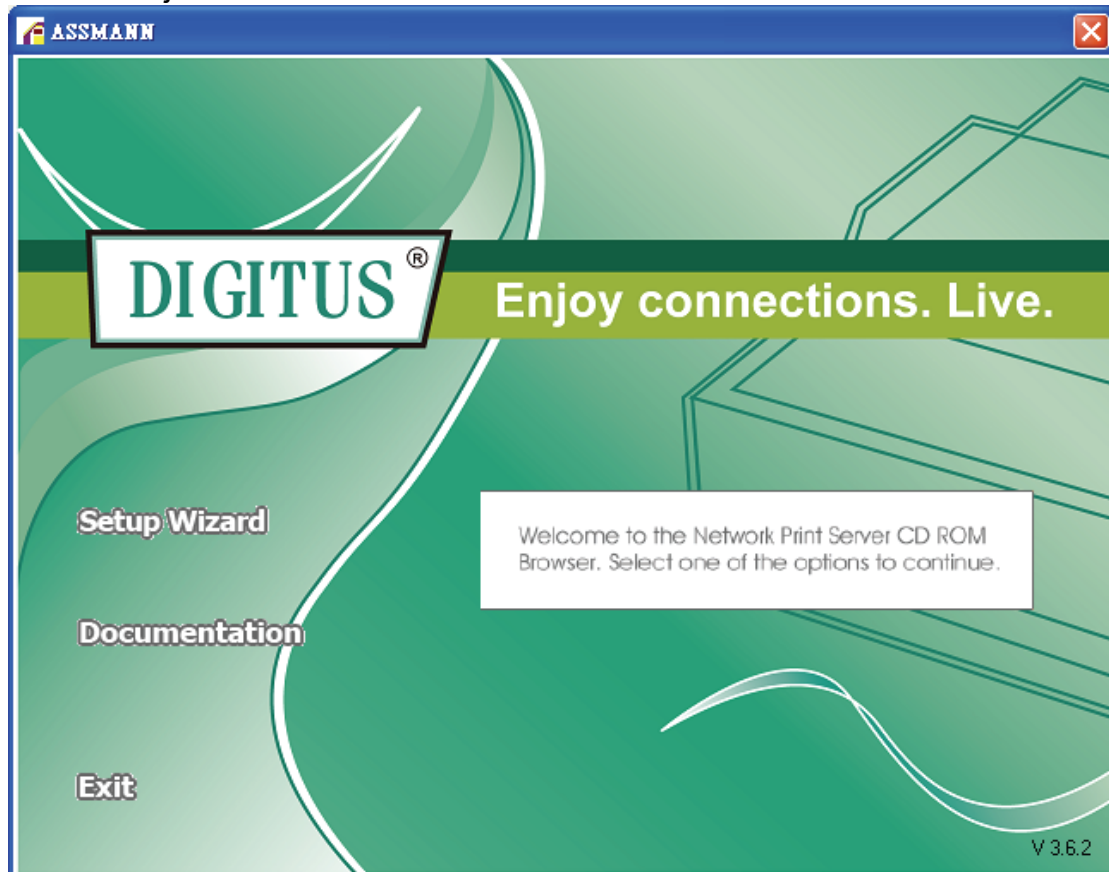 ASSMANN
DIGITUS®
Enjoy connections. Live.
Setup Wizard
Welcome to the Network Print Server CD ROM
Browser. Select one of the options to continue.
Documentation
Exit
V 3.6.2